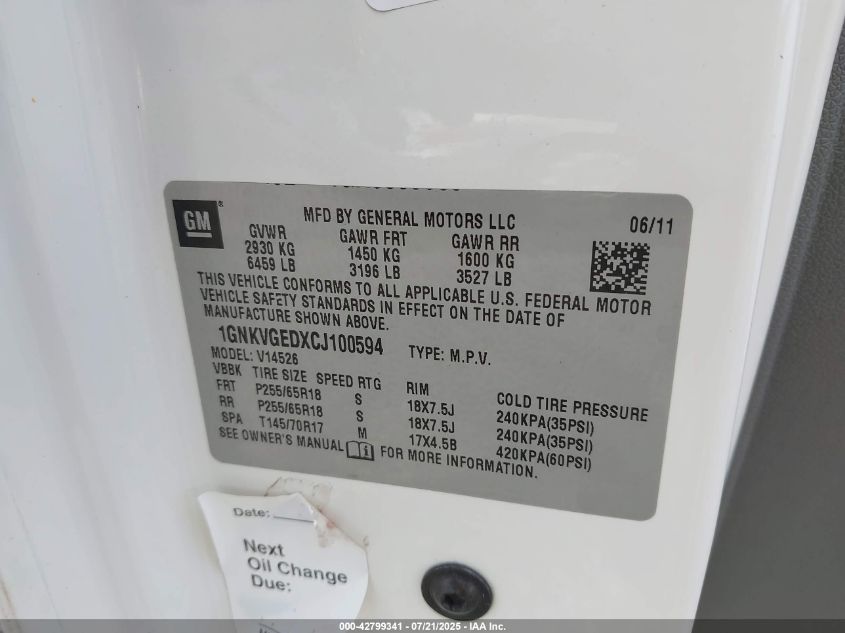 GM
MFD BY GENERAL MOTORS LLC
06/11
GVWR GAWR FRT GAWR RR
2930 KG 1450 KG 1600 KG
6459 LB 3196 LB 3527 LB
THIS VEHICLE CONFORMS TO ALL APPLICABLE U.S. FEDERAL MOTOR
VEHICLE SAFETY STANDARDS IN EFFECT ON THE DATE OF
MANUFACTURE SHOWN ABOVE.
1GNKVGEDXCJ100594 TYPE: M.P.V.
MODEL: V14526
VBBK TIRE SIZE SPEED RTG RIM COLD TIRE PRESSURE
FRT P255/65R18 S 18X7.5J 240KPA(35PSI)
RR P255/65R18 S 18X7.5J 240KPA(35PSI)
SPA T145/70R17 M 17X4.5B 420KPA(60PSI)
SEE OWNER'S MANUAL FOR MORE INFORMATION.
Date:
Next
Oil Change
Due:
000-42799341 - 07/21/2025 - IAA Inc.